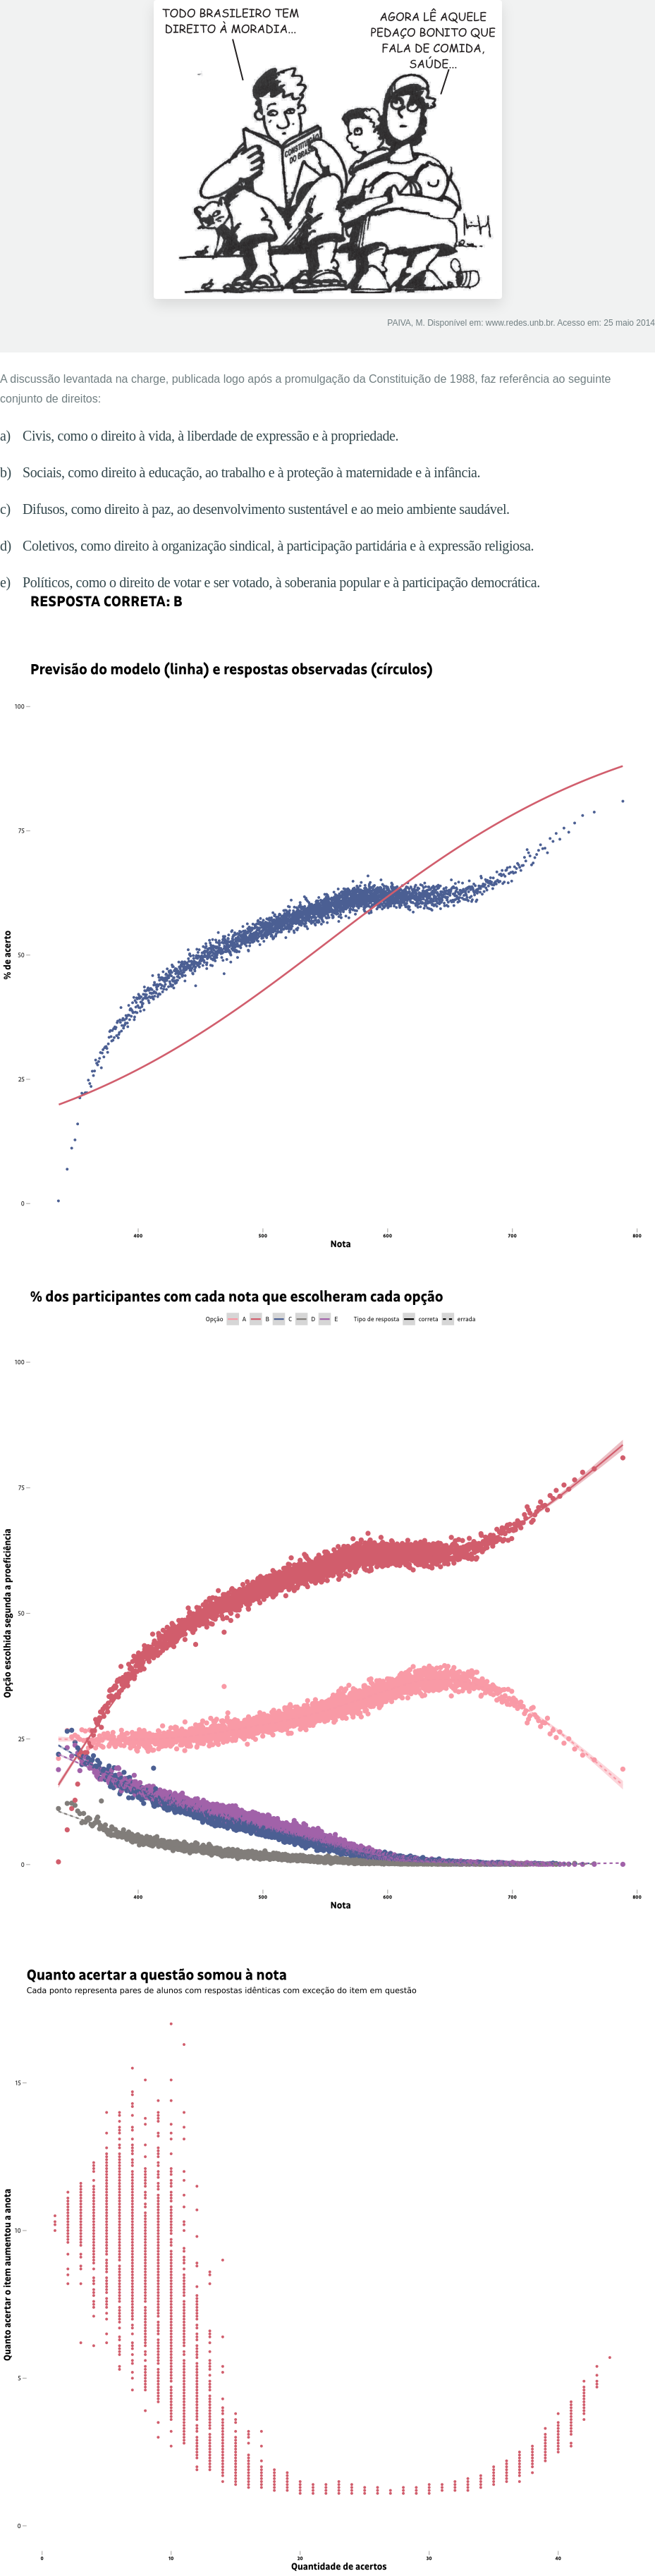 TODO BRASILEIRO TEM
DIREITO À MORADIA...
AGORA LÊ AQUELE
PEDAÇO BONITO QUE
FALA DE COMIDA,
SAÚDE...
CONSTITUIÇÃO
DO BRASIL
PAIVA, M. Disponível em: www.redes.unb.br. Acesso em: 25 maio 2014
A discussão levantada na charge, publicada logo após a promulgação da Constituição de 1988, faz referência ao seguinte
conjunto de direitos:
a) Civis, como o direito à vida, à liberdade de expressão e à propriedade.
b) Sociais, como direito à educação, ao trabalho e à proteção à maternidade e à infância.
c) Difusos, como direito à paz, ao desenvolvimento sustentável e ao meio ambiente saudável.
d) Coletivos, como direito à organização sindical, à participação partidária e à expressão religiosa.
e) Políticos, como o direito de votar e ser votado, à soberania popular e à participação democrática.
RESPOSTA CORRETA: B
Previsão do modelo (linha) e respostas observadas (círculos)
100
75
50
25
0
% de acerto
400 500 600 700 800
Nota
% dos participantes com cada nota que escolheram cada opção
Opção A B C D E Tipo de resposta correta errada
100
75
50
25
0
Opção escolhida segunda a proeficiência
400 500 600 700 800
Nota
Quanto acertar a questão somou à nota
Cada ponto representa pares de alunos com respostas idênticas com exceção do item em questão
15
10
5
0
Quanto acertar o item aumentou a anota
0 10 20 30 40
Quantidade de acertos